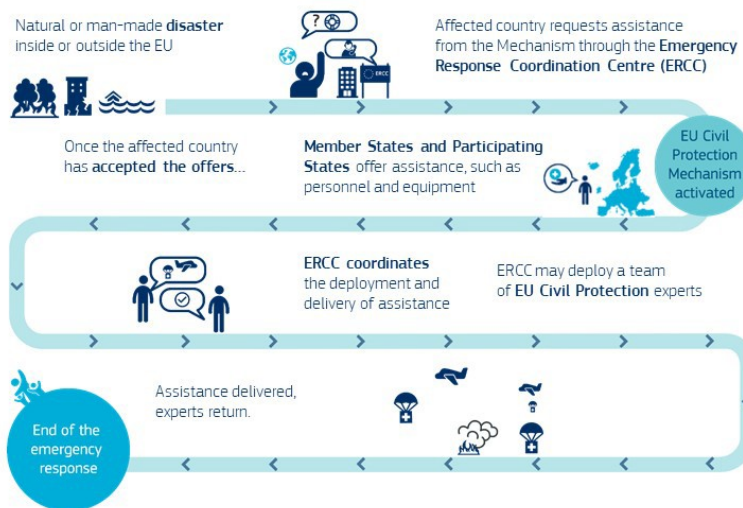 Natural or man-made disaster
inside or outside the EU
?
ERCC
Affected country requests assistance
from the Mechanism through the Emergency
Response Coordination Centre (ERCC)
EU Civil
Protection
Mechanism
activated
Member States and Participating
States offer assistance, such as
personnel and equipment
Once the affected country
has accepted the offers...
ERCC coordinates
the deployment and
delivery of assistance
ERCC may deploy a team
of EU Civil Protection experts
Assistance delivered,
experts return.
End of the
emergency
response